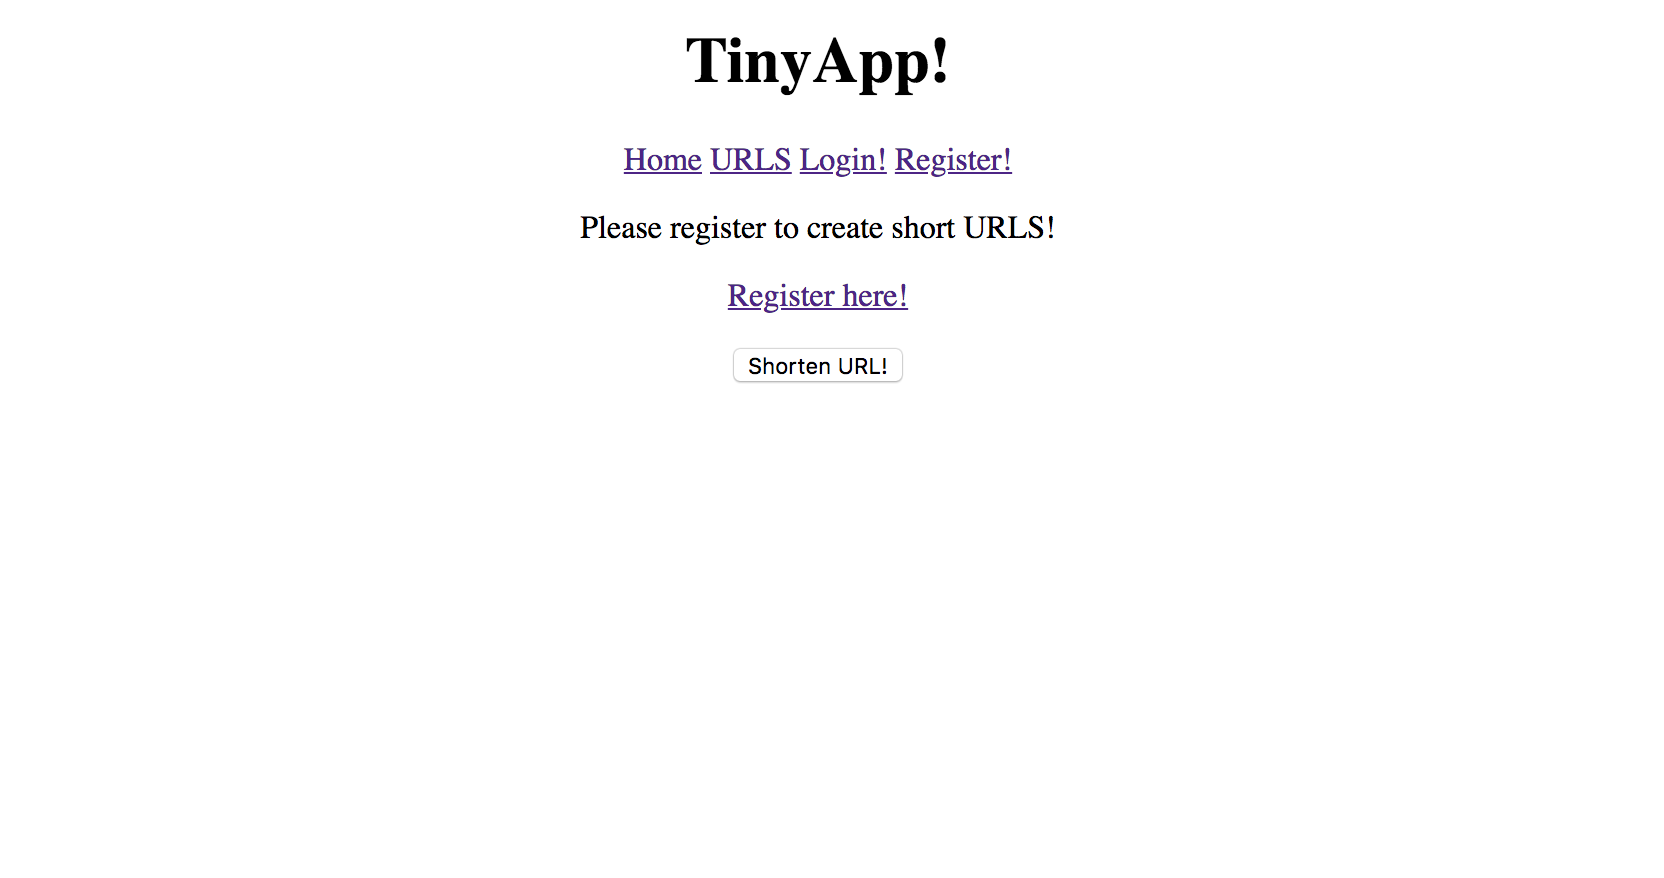 TinyApp!
Home URLS Login! Register!
Please register to create short URLS!
Register here!
Shorten URL!